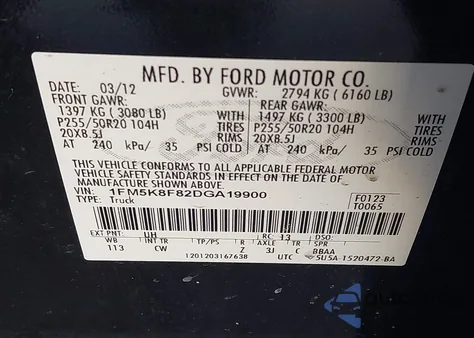 MFD. BY FORD MOTOR CO.
DATE: 03/12 GVWR: 2794 KG ( 6160 LB)
FRONT GAWR: REAR GAWR:
1397 KG ( 3080 LB) WITH 1497 KG ( 3300 LB) WITH
P255/50R20 104H TIRES P255/50R20 104H TIRES
20X8.5J RIMS 20X8.5J RIMS
AT 240 kPa/ 35 PSI COLD AT 240 kPa/ 35 PSI COLD
THIS VEHICLE CONFORMS TO ALL APPLICABLE FEDERAL MOTOR
VEHICLE SAFETY STANDARDS IN EFFECT ON THE DATE OF
MANUFACTURE SHOWN ABOVE.
VIN: 1FM5K8F82DGA19900
TYPE: Truck
F0123
T0065
EXT PNT: UH RC: 13 DSO:
WB INT TR TP/PS R AXLE TR SPR
113 CW Z 3J C BBAA
1201203167638 UTC 5U5A-1520472-BA